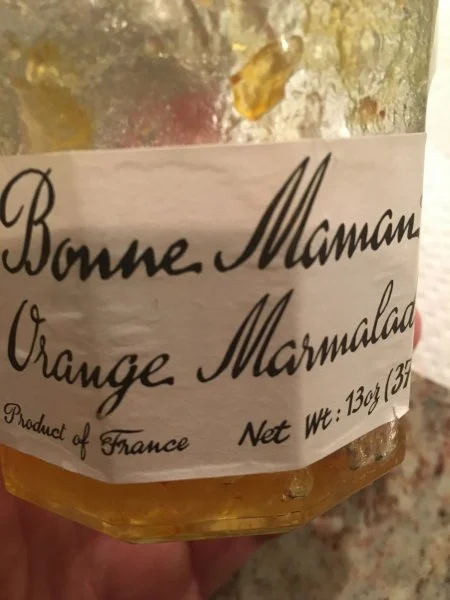 Bonne Maman
Orange Marmalad
Product of France Net Wt: 13oz (37